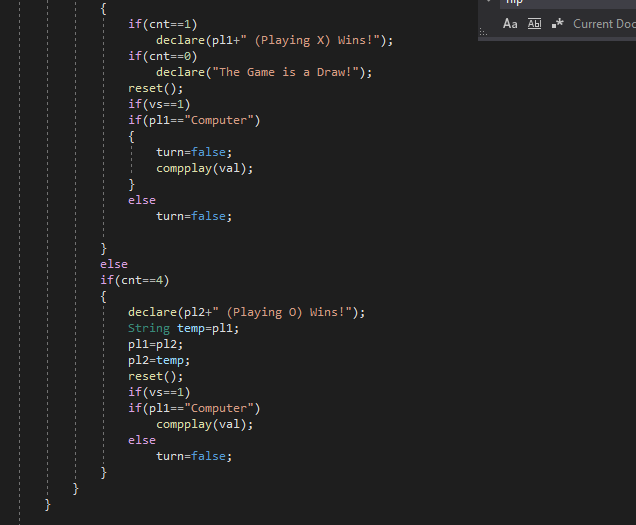 {
if(cnt==1)
declare(pl1+" (Playing X) Wins!");
if(cnt==0)
declare("The Game is a Draw!");
reset();
if(vs==1)
if(pl1=="Computer")
{
turn=false;
compplay(val);
}
else
turn=false;
}
else
if(cnt==4)
{
declare(pl2+" (Playing O) Wins!");
String temp=pl1;
pl1=pl2;
pl2=temp;
reset();
if(vs==1)
if(pl1=="Computer")
compplay(val);
else
turn=false;
}
}
}
Aa Ab Current Doc